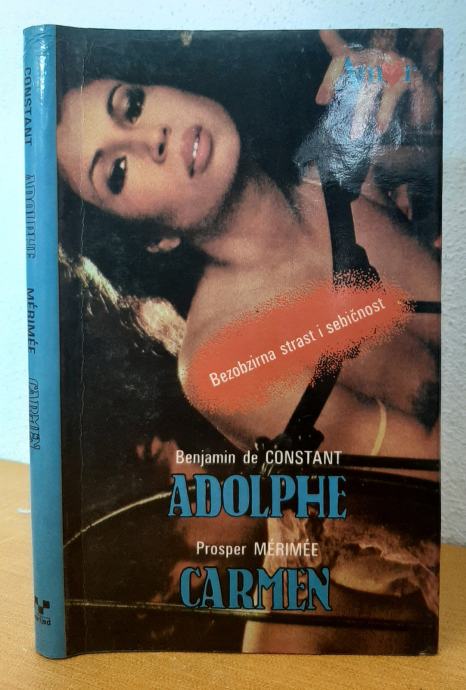 CONSTANT
ADOLPHE
MÉRIMÉE
CARMEN
Amor
Bezobzirna strast i sebičnost
Benjamin de CONSTANT
ADOLPHE
Prosper MÉRIMÉE
CARMEN